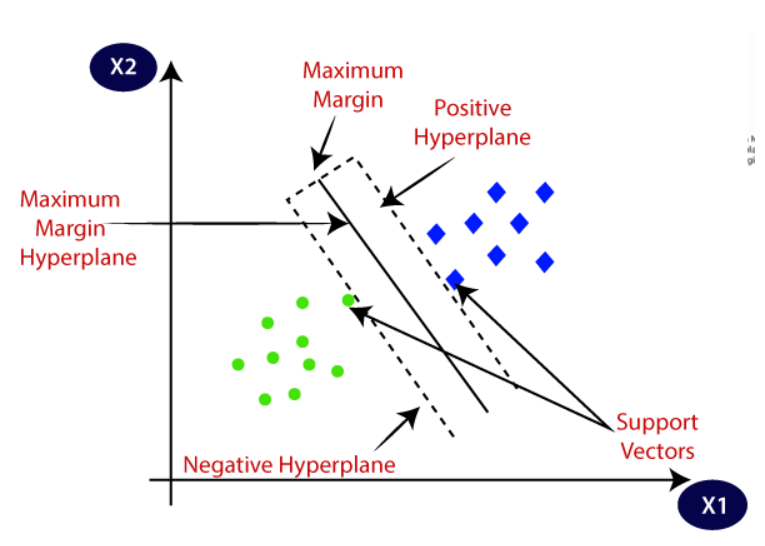 X2
Maximum
Margin
Positive
Hyperplane
Maximum
Margin
Hyperplane
Support
Vectors
Negative Hyperplane
X1